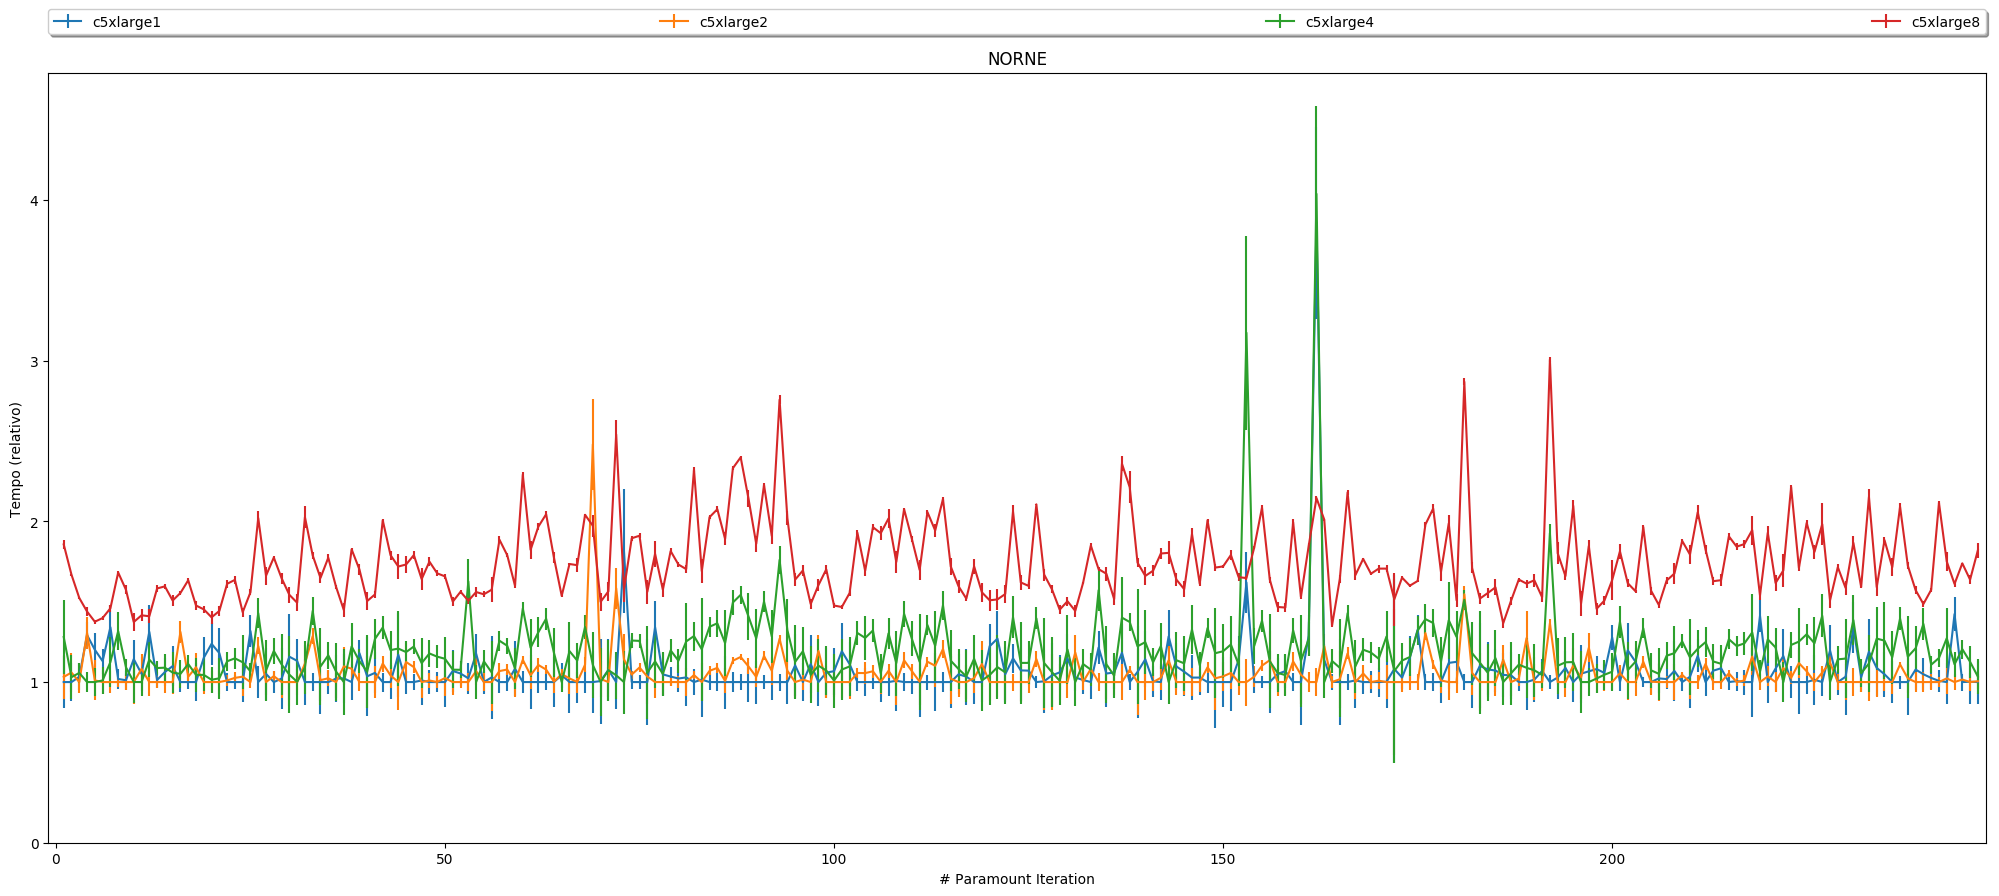 c5xlarge1 c5xlarge2 c5xlarge4 c5xlarge8
NORNE
Tempo (relativo)
4
3
2
1
0
0 50 100 150 200
# Paramount Iteration